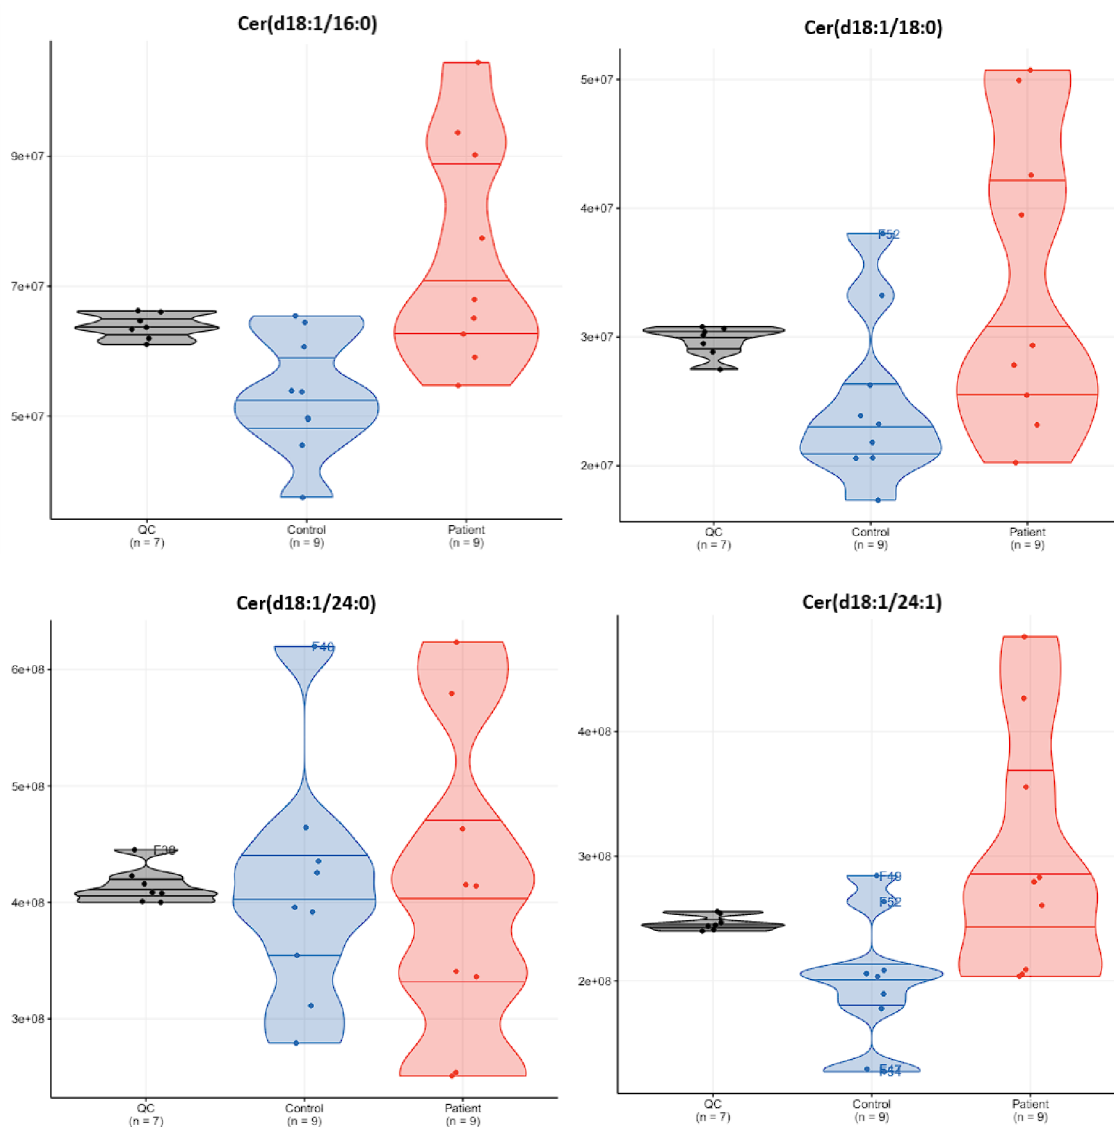 Cer(d18:1/16:0)
9e+07
7e+07
5e+07
QC
(n = 7)
Control
(n = 9)
Patient
(n = 9)
Cer(d18:1/18:0)
5e+07
4e+07
3e+07
2e+07
F52
QC
(n = 7)
Control
(n = 9)
Patient
(n = 9)
Cer(d18:1/24:0)
6e+08
5e+08
4e+08
3e+08
QC
(n = 7)
Control
(n = 9)
Patient
(n = 9)
Cer(d18:1/24:1)
4e+08
3e+08
2e+08
F52
QC
(n = 7)
Control
(n = 9)
Patient
(n = 9)